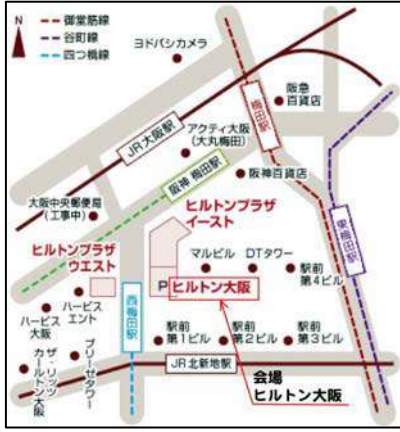 N
御堂筋線
谷町線
四つ橋線
ヨドバシカメラ
梅田駅
阪急
百貨店
JR大阪駅
アクティ大阪
(大丸梅田)
阪神 梅田駅
阪神百貨店
東梅田駅
大阪中央郵便局
(工事中)
ヒルトンプラザ
イースト
ヒルトンプラザ
ウエスト
マルビル
DTタワー
P
ヒルトン大阪
駅前
第4ビル
ハービス
エント
ハービス
大阪
西梅田駅
駅前
第1ビル
駅前
第2ビル
駅前
第3ビル
ザ・リッツ
カールトン大阪
ブリーゼタワー
JR北新地駅
会場
ヒルトン大阪